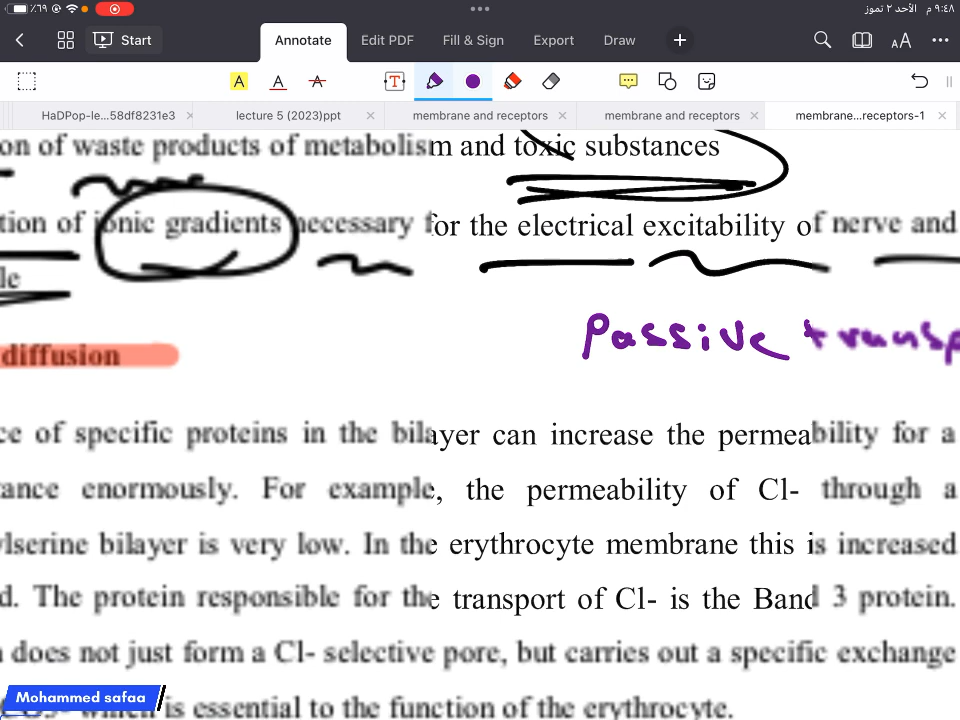 ٪٦٩ ٩:٤٨ م الأحد ٢ تموز
Start Annotate Edit PDF Fill & Sign Export Draw
HaDPop-le...58df8231e3 lecture 5 (2023)ppt membrane and receptors membrane and receptors membrane...receptors-1
on of waste products of metabolism and toxic substances
tion of ionic gradients necessary for the electrical excitability of nerve and
le
Passive transp
diffusion
ce of specific proteins in the bilayer can increase the permeability for a
tance enormously. For example, the permeability of Cl- through a
ylserine bilayer is very low. In the erythrocyte membrane this is increased
d. The protein responsible for the transport of Cl- is the Band 3 protein.
does not just form a Cl- selective pore, but carries out a specific exchange
Mohammed safaa
is essential to the function of the erythrocyte.